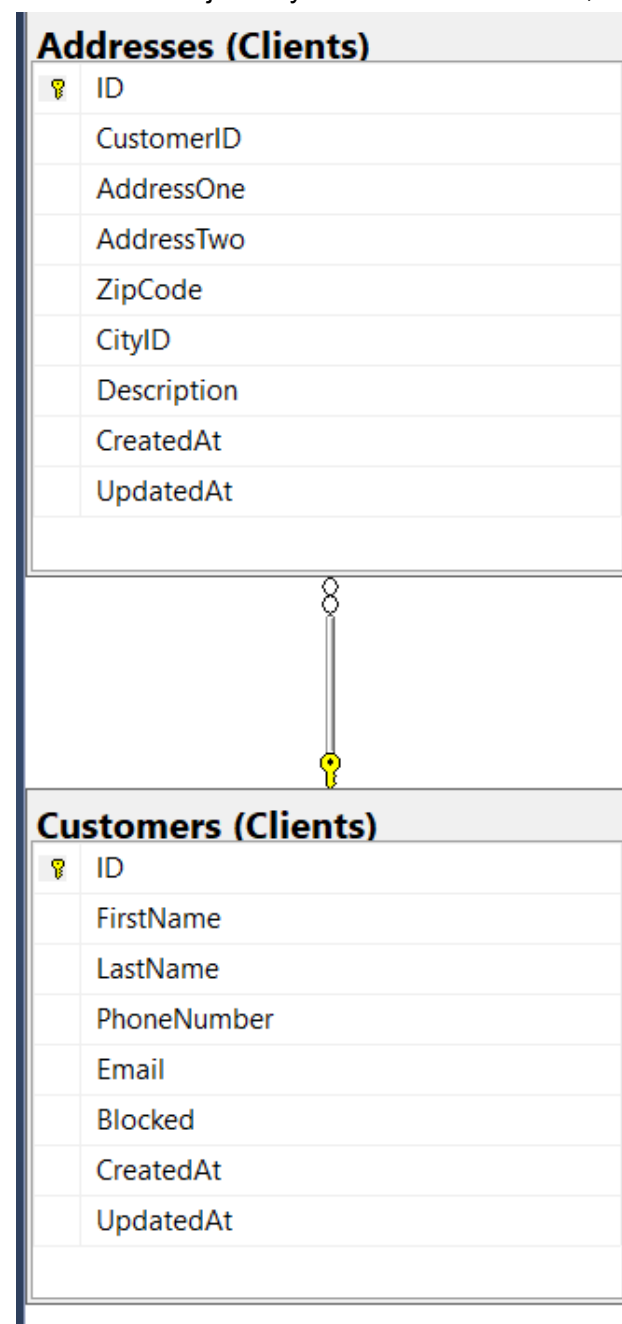 Addresses (Clients)
ID
CustomerID
AddressOne
AddressTwo
ZipCode
CityID
Description
CreatedAt
UpdatedAt
Customers (Clients)
ID
FirstName
LastName
PhoneNumber
Email
Blocked
CreatedAt
UpdatedAt